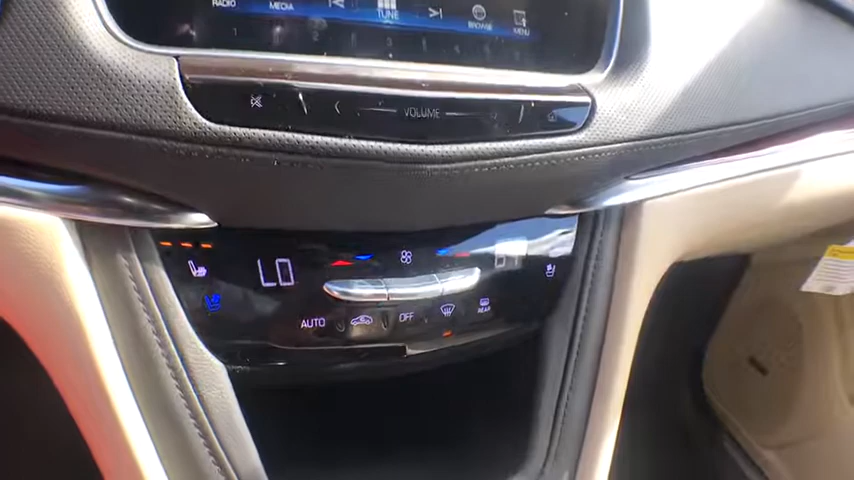 RADIO MEDIA TUNE BROWSE MENU
VOLUME
LO
AUTO OFF REAR